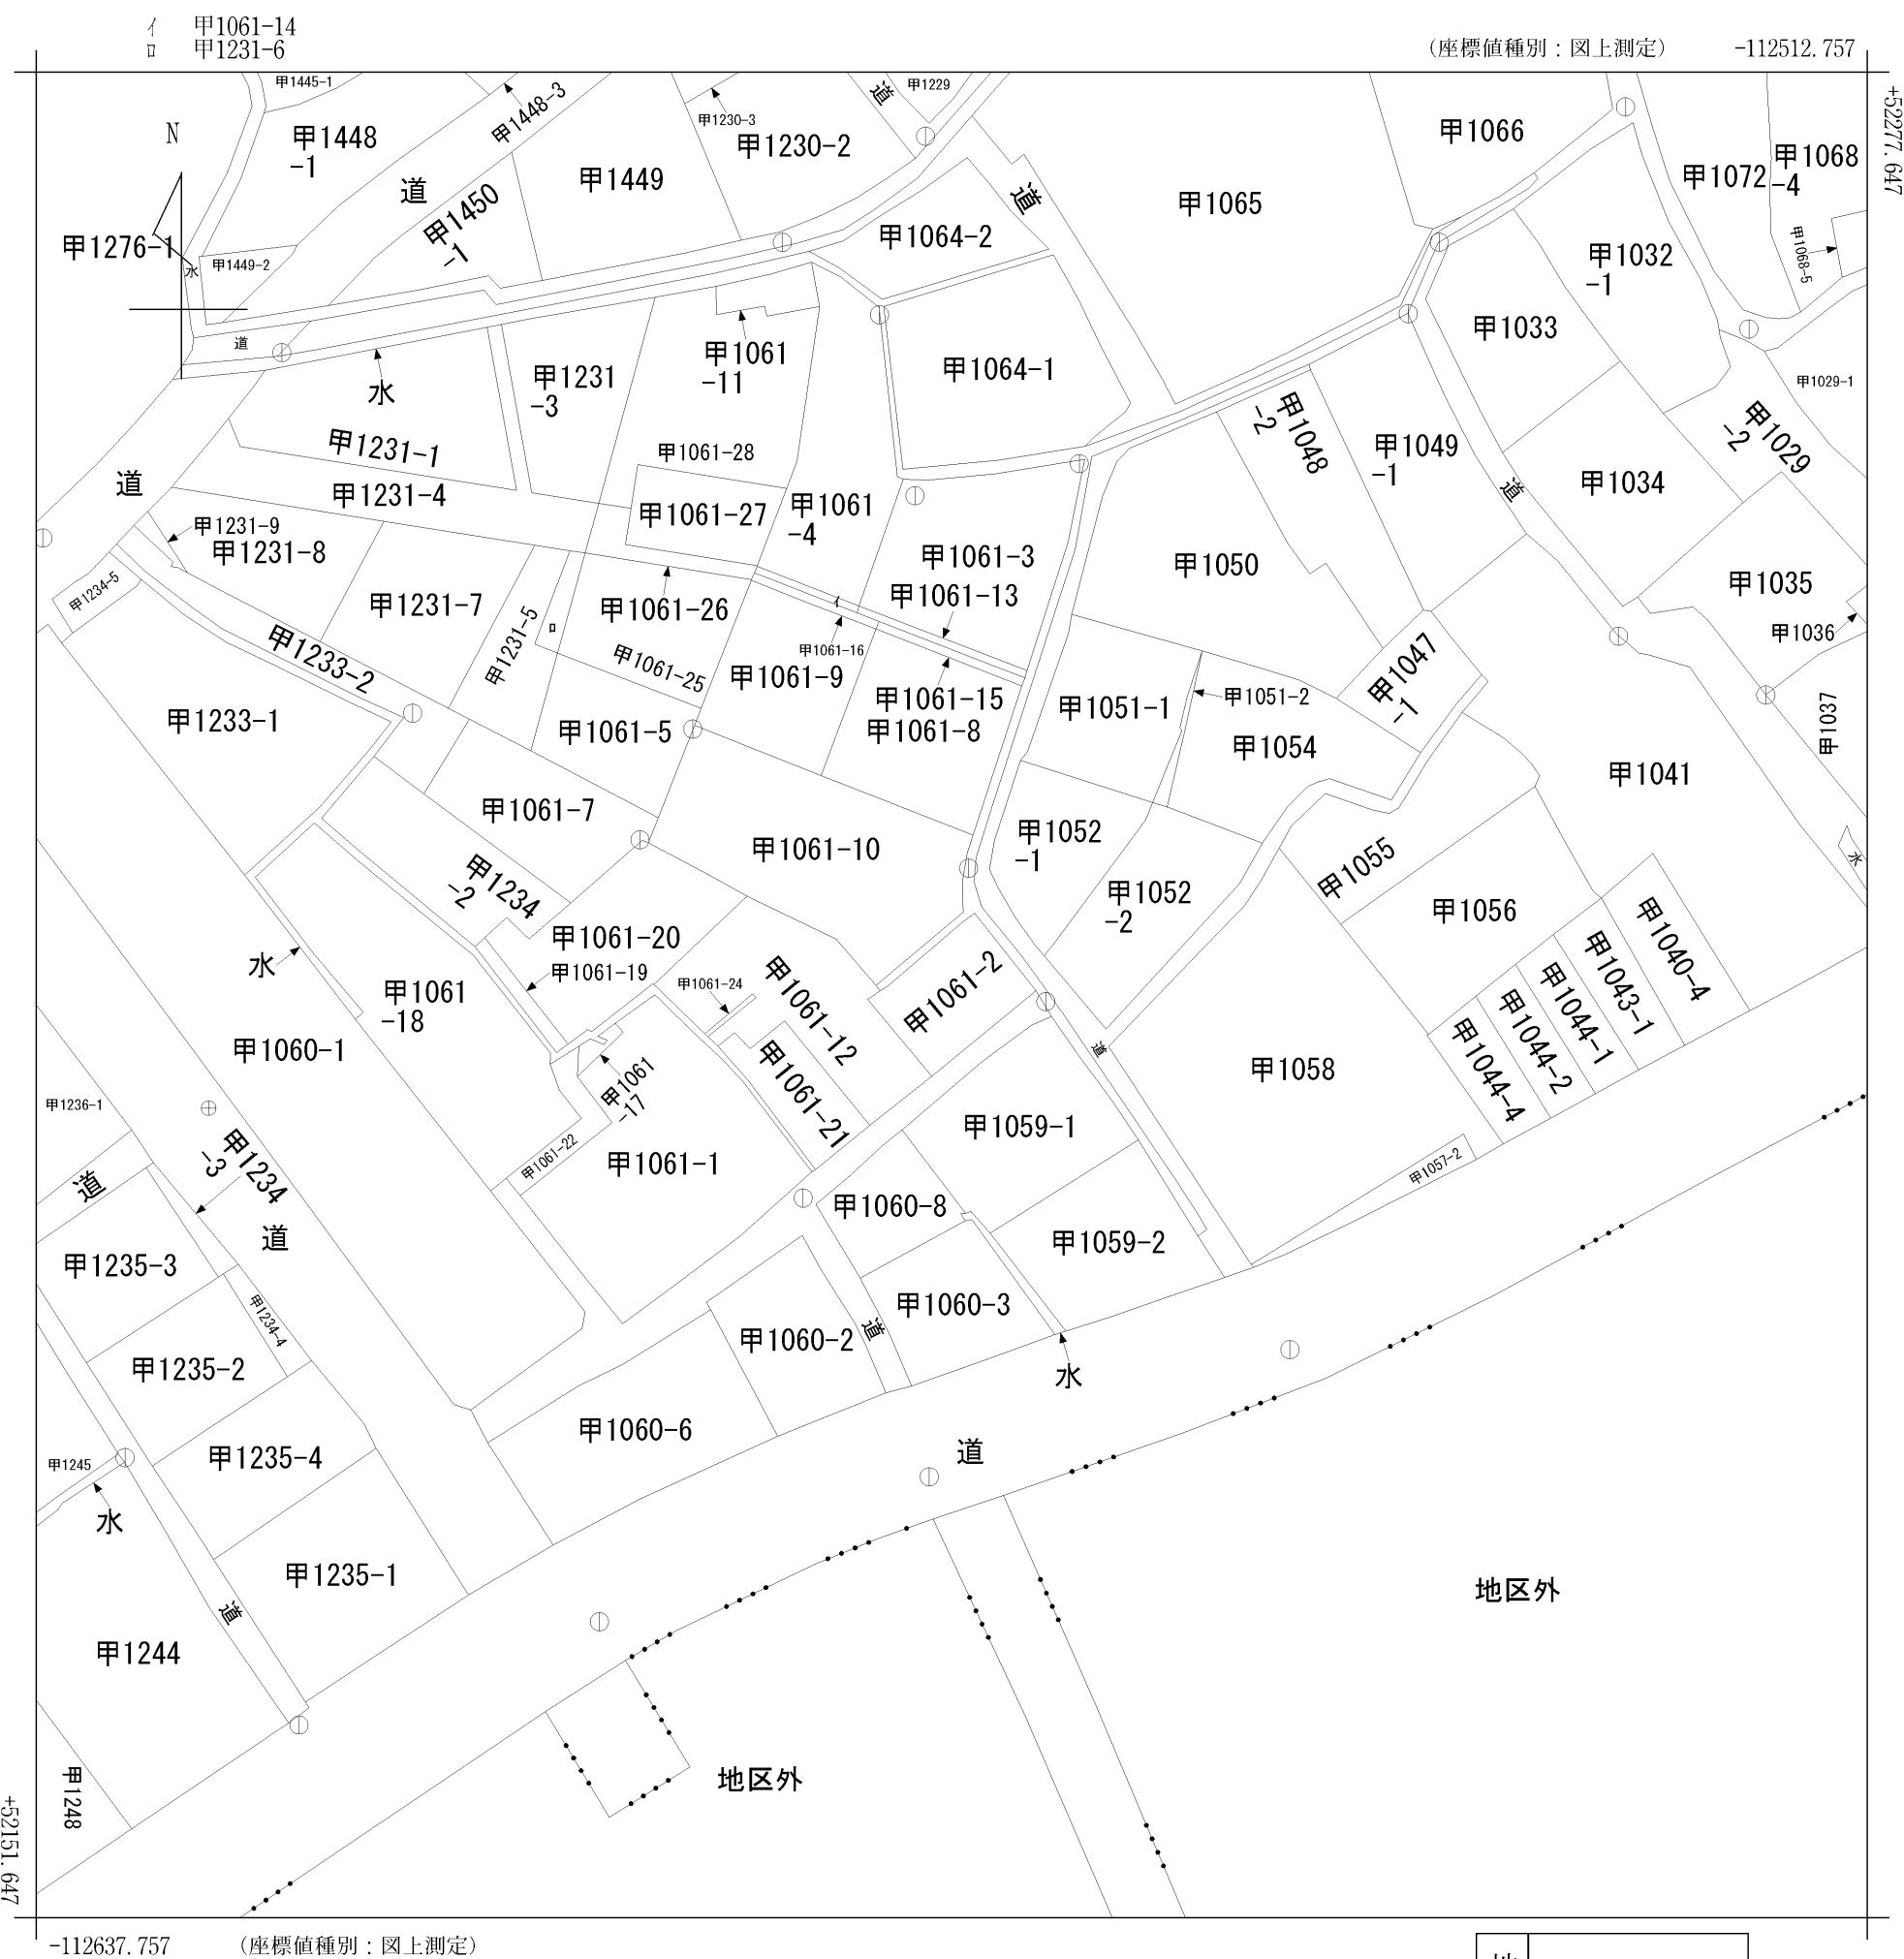 イ 甲1061-14
ロ 甲1231-6
(座標値種別：図上測定) -112512.757
+52277.647
甲1445-1
甲1448-3
甲1229
道
甲1230-3
甲1230-2
N
甲1448
-1
甲1066
甲1068
-4
甲1072
甲1449
道
甲1450
-1
道
甲1065
甲1064-2
甲1276-1
水
甲1449-2
甲1068-5
甲1032
-1
甲1033
道
甲1061
-11
甲1231
-3
水
甲1064-1
甲1029-1
甲1048
-2
甲1049
-1
甲1029
-2
甲1231-1
甲1061-28
道
甲1231-4
甲1061-27
甲1061
-4
道
甲1034
甲1231-9
甲1231-8
甲1061-3
甲1050
甲1035
甲1234-5
甲1231-7
甲1061-26
イ
甲1061-13
甲1231-5
ロ
甲1036
甲1233-2
甲1061-25
甲1061-16
甲1061-9
甲1047
-1
甲1061-15
甲1051-1
甲1051-2
甲1233-1
甲1061-5
甲1061-8
甲1037
甲1054
甲1041
甲1061-7
甲1061-10
甲1052
-1
水
甲1234
-2
甲1055
甲1052
-2
甲1056
甲1061-20
甲1040-4
水
甲1061-19
甲1061-24
甲1061-2
甲1043-1
甲1061
-18
甲1061-12
甲1044-1
甲1060-1
甲1061-21
道
甲1058
甲1044-2
甲1044-4
甲1061
-17
甲1236-1
甲1059-1
甲1234
-3
甲1061-22
甲1061-1
甲1057-2
道
甲1060-8
道
甲1059-2
甲1235-3
甲1060-3
甲1234-4
道
甲1060-2
甲1235-2
水
甲1060-6
道
甲1235-4
甲1245
水
甲1235-1
地区外
道
甲1244
地区外
甲1248
+52151.647
-112637.757 (座標値種別：図上測定)